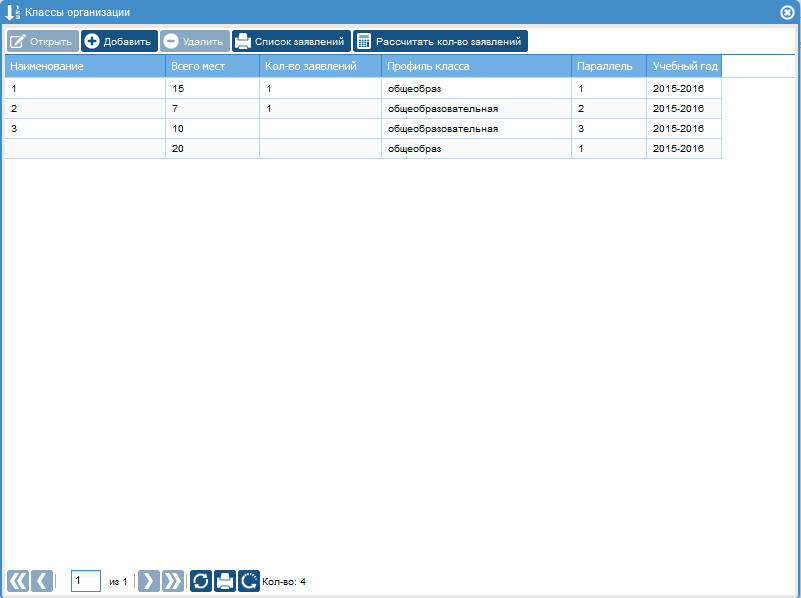 Классы организации
Открыть Добавить Удалить Список заявлений Рассчитать кол-во заявлений
Наименование Всего мест Кол-во заявлений Профиль класса Параллель Учебный год
1 15 1 общеобраз 1 2015-2016
2 7 1 общеобразовательная 2 2015-2016
3 10 общеобразовательная 3 2015-2016
20 общеобраз 1 2015-2016
1 из 1 Кол-во: 4